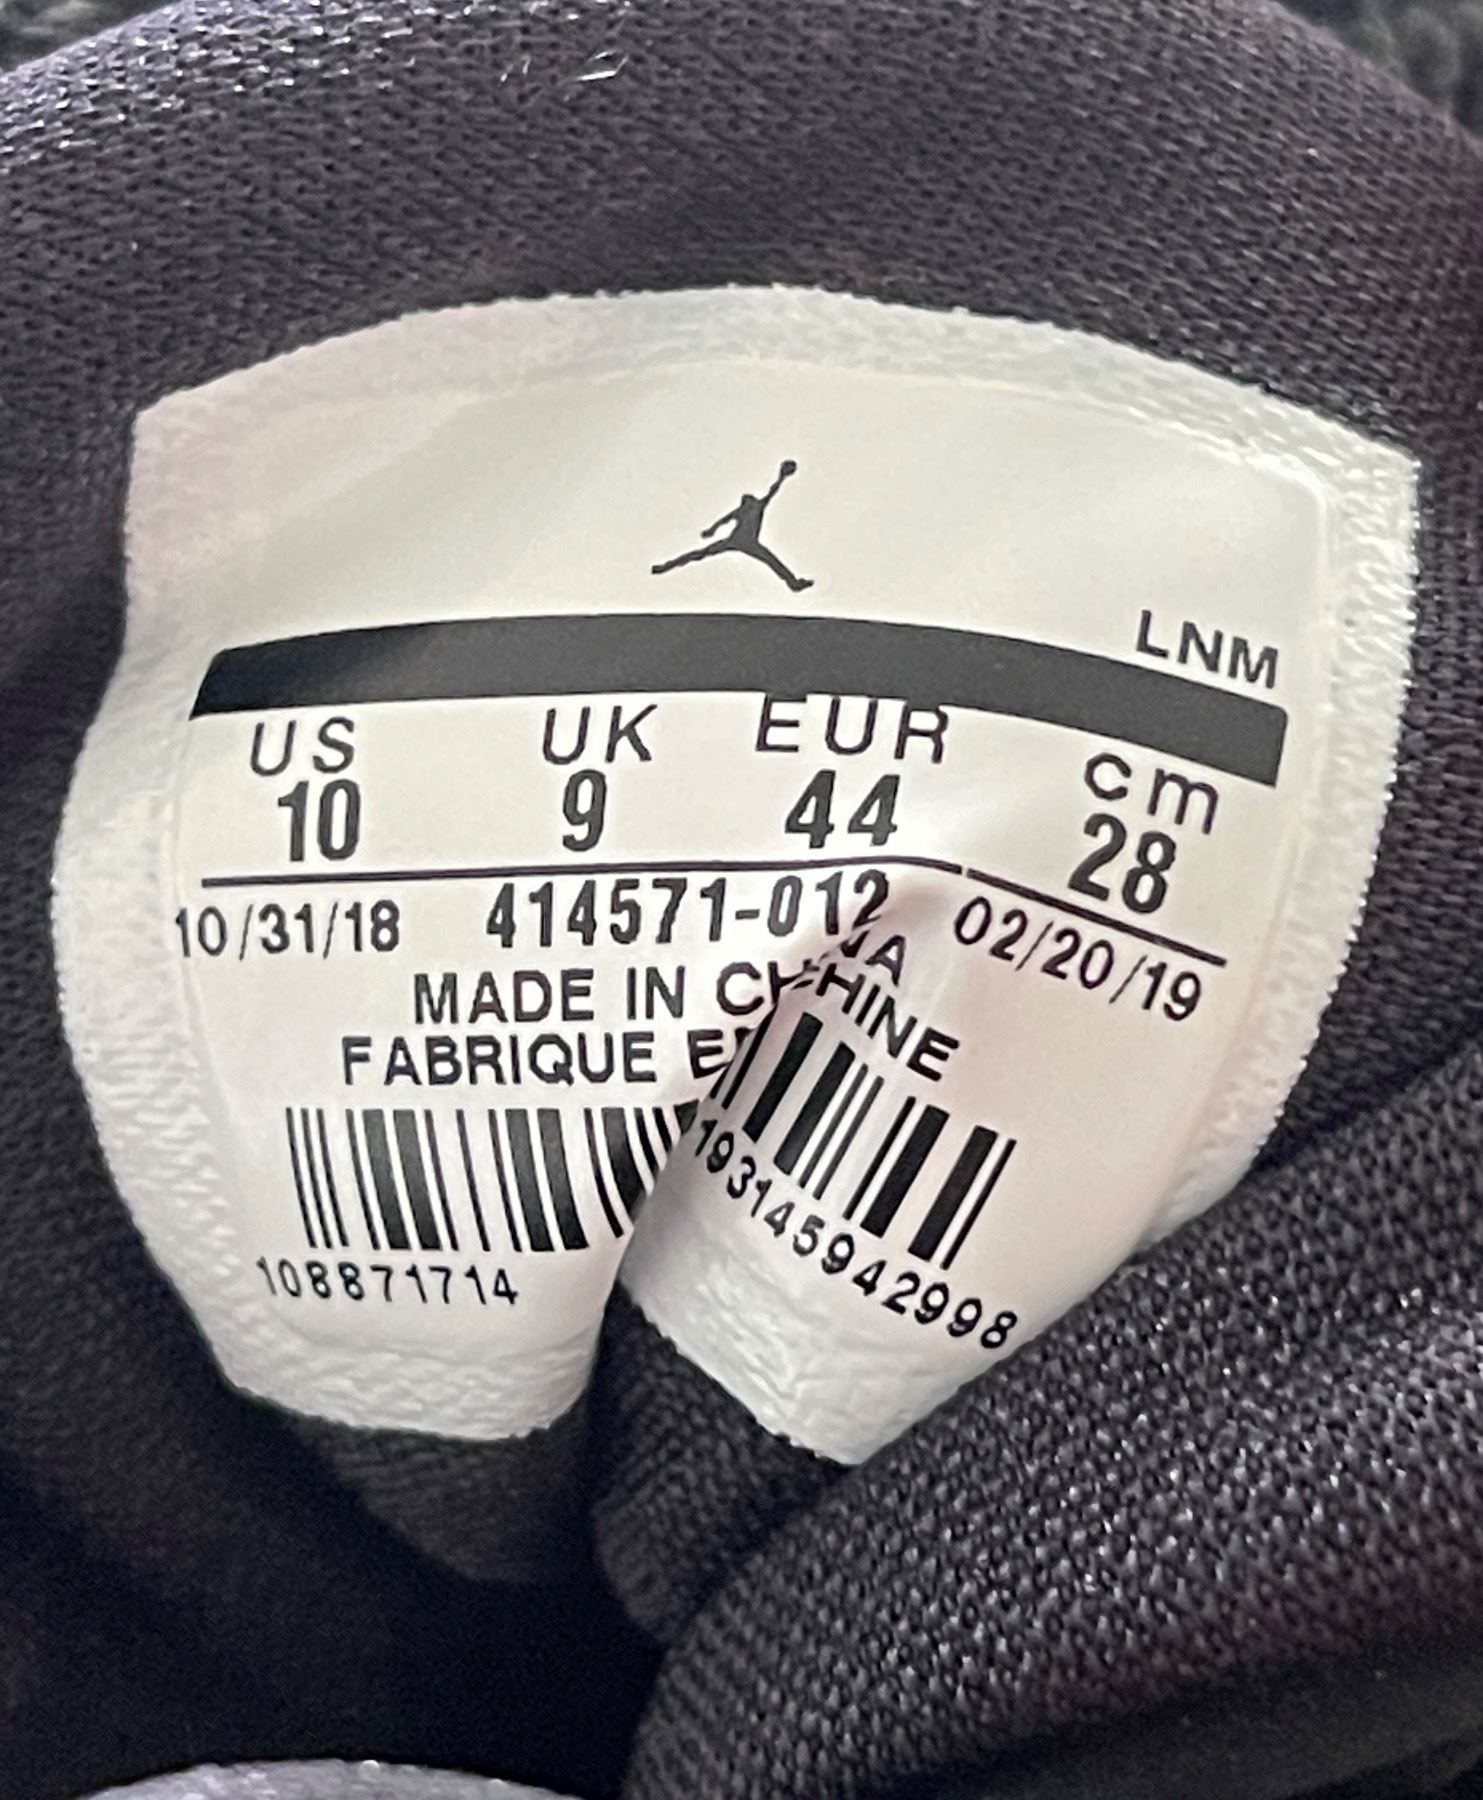 LNM
US UK EUR cm
10 9 44 28
10/31/18 414571-012 02/20/19
MADE IN CHINA
FABRIQUE EN CHINE
108871714 193145942998